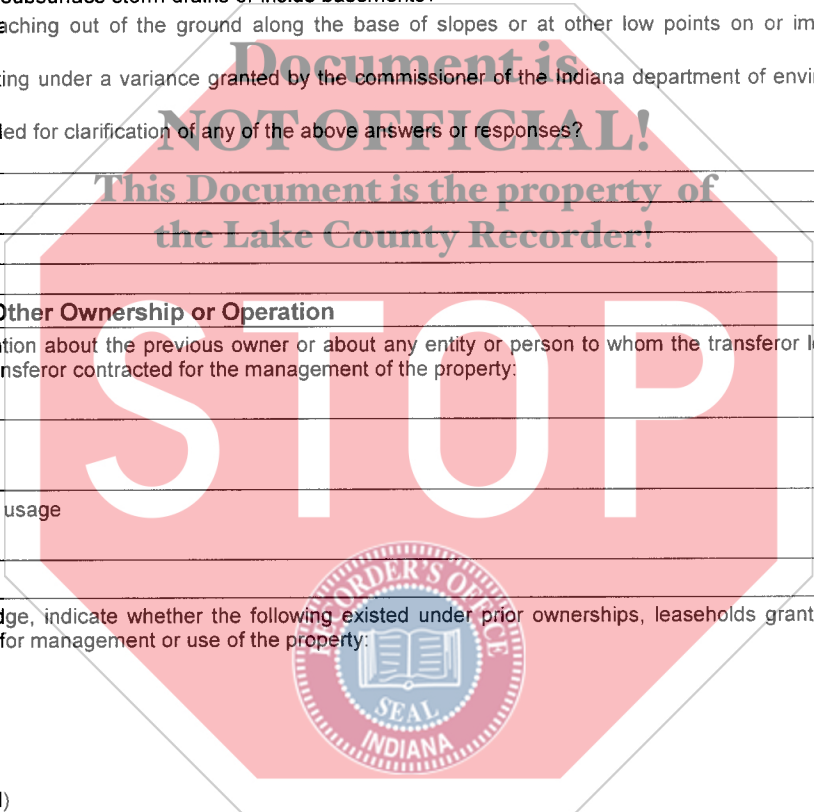 aching out of the ground along the base of slopes or at other low points on or im
Document is
ting under a variance granted by the commissioner of the Indiana department of envi
NOT OFFICIAL!
led for clarification of any of the above answers or responses?
This Document is the property of
the Lake County Recorder!
Other Ownership or Operation
tion about the previous owner or about any entity or person to whom the transferor l
nsferor contracted for the management of the property:
STOP
usage
RECORDER'S OFFICE
dge, indicate whether the following existed under prior ownerships, leaseholds grant
for management or use of the property:
SEAL
INDIANA